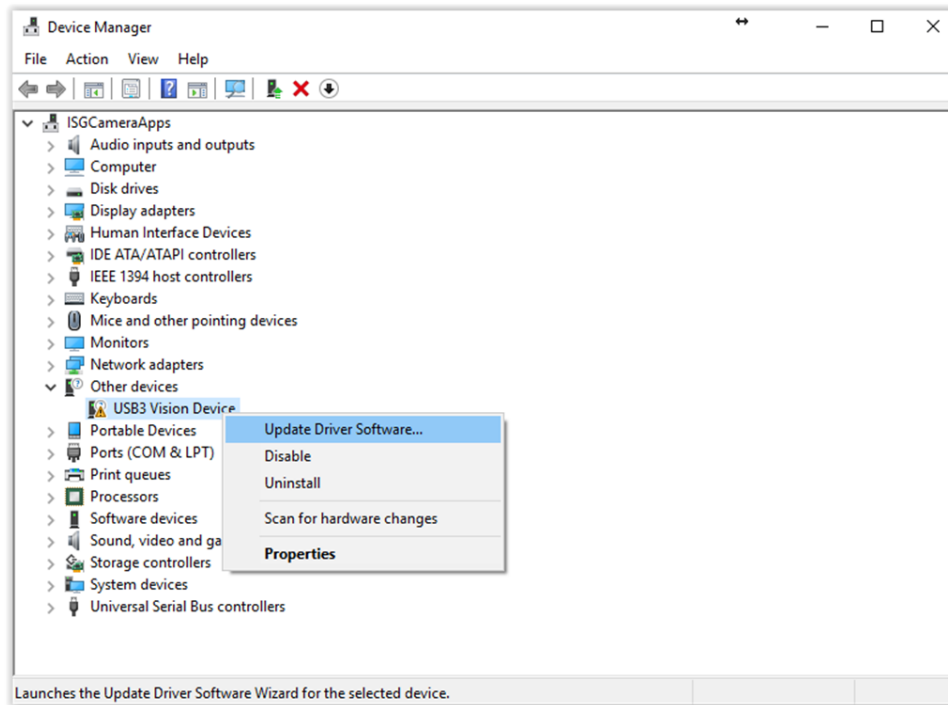 Device Manager
File Action View Help
ISGCameraApps
Audio inputs and outputs
Computer
Disk drives
Display adapters
Human Interface Devices
IDE ATA/ATAPI controllers
IEEE 1394 host controllers
Keyboards
Mice and other pointing devices
Monitors
Network adapters
Other devices
USB3 Vision Device
Portable Devices
Ports (COM & LPT)
Print queues
Processors
Software devices
Sound, video and ga
Storage controllers
System devices
Universal Serial Bus controllers
Update Driver Software...
Disable
Uninstall
Scan for hardware changes
Properties
Launches the Update Driver Software Wizard for the selected device.